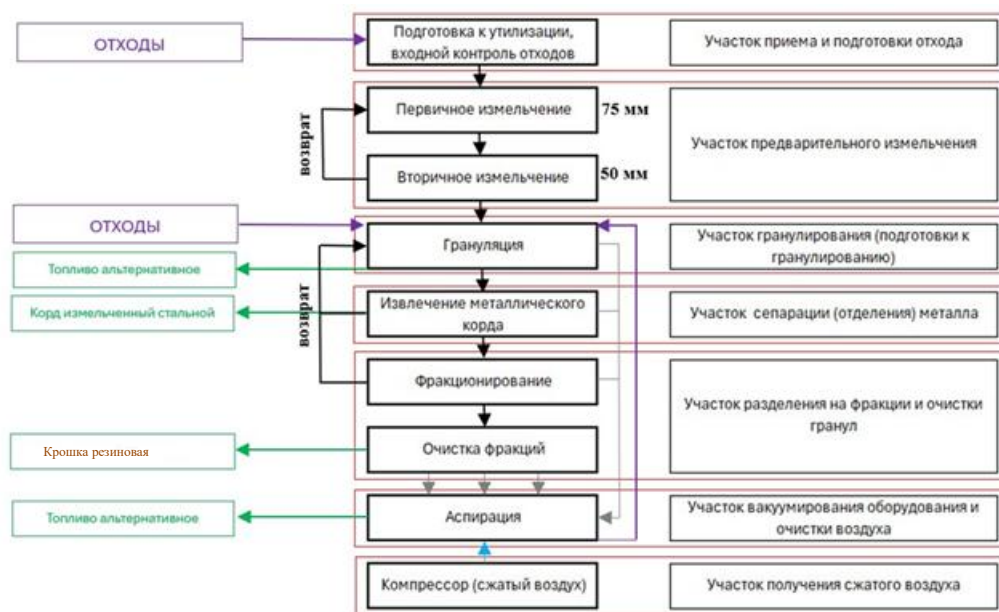 ОТХОДЫ
Подготовка к утилизации,
входной контроль отходов
Участок приема и подготовки отхода
Первичное измельчение
75 мм
возврат
Участок предварительного измельчения
Вторичное измельчение
50 мм
ОТХОДЫ
Грануляция
Участок гранулирования (подготовки к
гранулированию)
Топливо альтернативное
возврат
Корд измельченный стальной
Извлечение металлического
корда
Участок сепарации (отделения) металла
Фракционирование
Участок разделения на фракции и очистки
гранул
Крошка резиновая
Очистка фракций
Топливо альтернативное
Аспирация
Участок вакуумирования оборудования и
очистки воздуха
Компрессор (сжатый воздух)
Участок получения сжатого воздуха